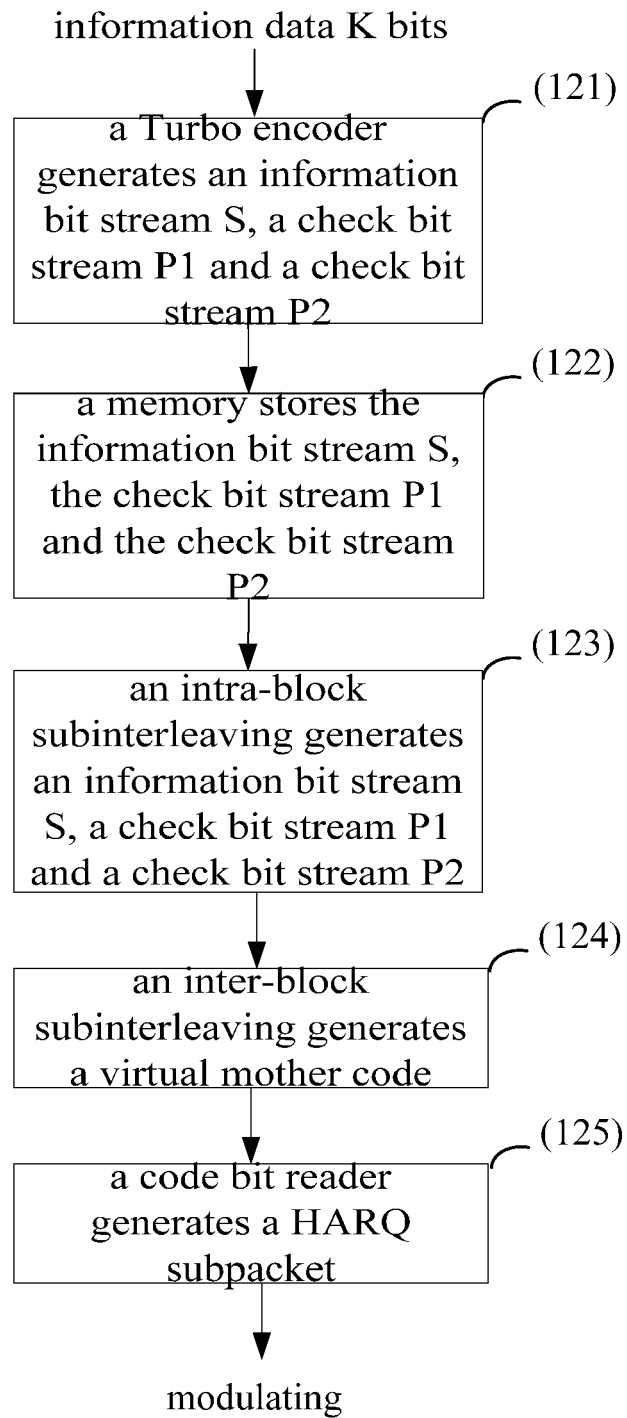 information data K bits
(121)
a Turbo encoder
generates an information
bit stream S, a check bit
stream P1 and a check bit
stream P2
(122)
a memory stores the
information bit stream S,
the check bit stream P1
and the check bit stream
P2
(123)
an intra-block
subinterleaving generates
an information bit stream
S, a check bit stream P1
and a check bit stream P2
(124)
an inter-block
subinterleaving generates
a virtual mother code
(125)
a code bit reader
generates a HARQ
subpacket
modulating